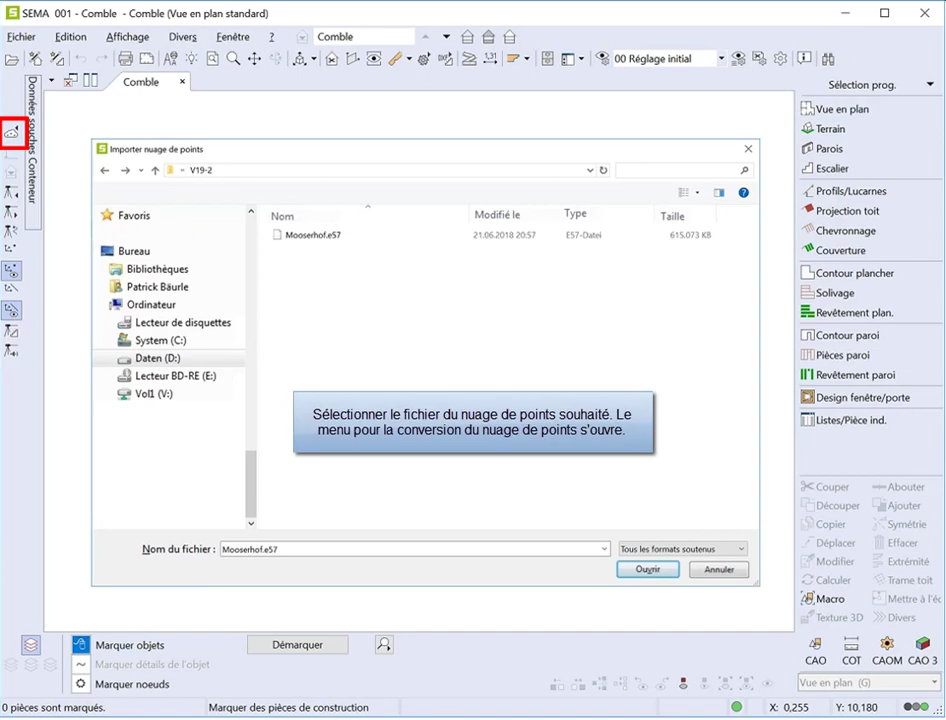 SEMA 001 - Comble - Comble (Vue en plan standard)
Fichier Edition Affichage Divers Fenêtre ? Comble
00 Réglage initial
Données souches Conteneur
Comble ×
Importer nuage de points
V19-2
Favoris
Bureau
Bibliothèques
Patrick Bäurle
Ordinateur
Lecteur de disquettes
System (C:)
Daten (D:)
Lecteur BD-RE (E:)
Vol1 (V:)
Nom Modifié le Type Taille
Mooserhof.e57 21.06.2018 20:57 E57-Datei 615.073 KB
Sélectionner le fichier du nuage de points souhaité. Le
menu pour la conversion du nuage de points s'ouvre.
Nom du fichier : Mooserhof.e57 Tous les formats soutenus
Ouvrir Annuler
Sélection prog.
Vue en plan
Terrain
Parois
Escalier
Profils/Lucarnes
Projection toit
Chevronnage
Couverture
Contour plancher
Solivage
Revêtement plan.
Contour paroi
Pièces paroi
Revêtement paroi
Design fenêtre/porte
Listes/Pièce ind.
Couper Abouter
Découper Ajouter
Copier Symétrie
Déplacer Effacer
Modifier Extrémité
Calculer Trame toit
Macro Mettre à l'éc
Texture 3D Divers
CAO COT CAOM CAO 3
Vue en plan (G)
Marquer objets Démarquer
Marquer détails de l'objet
Marquer noeuds
0 pièces sont marqués. Marquer des pièces de construction X: 0,255 Y: 10,180